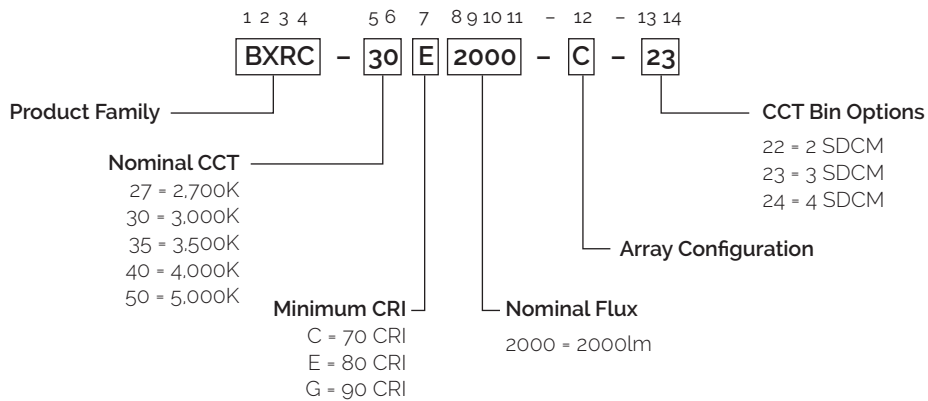 1 2 3 4 5 6 7 8 9 10 11 – 12 – 13 14
BXRC – 30 E 2000 – C – 23
Product Family
Nominal CCT
27 = 2,700K
30 = 3,000K
35 = 3,500K
40 = 4,000K
50 = 5,000K
Minimum CRI
C = 70 CRI
E = 80 CRI
G = 90 CRI
Nominal Flux
2000 = 2000lm
Array Configuration
CCT Bin Options
22 = 2 SDCM
23 = 3 SDCM
24 = 4 SDCM